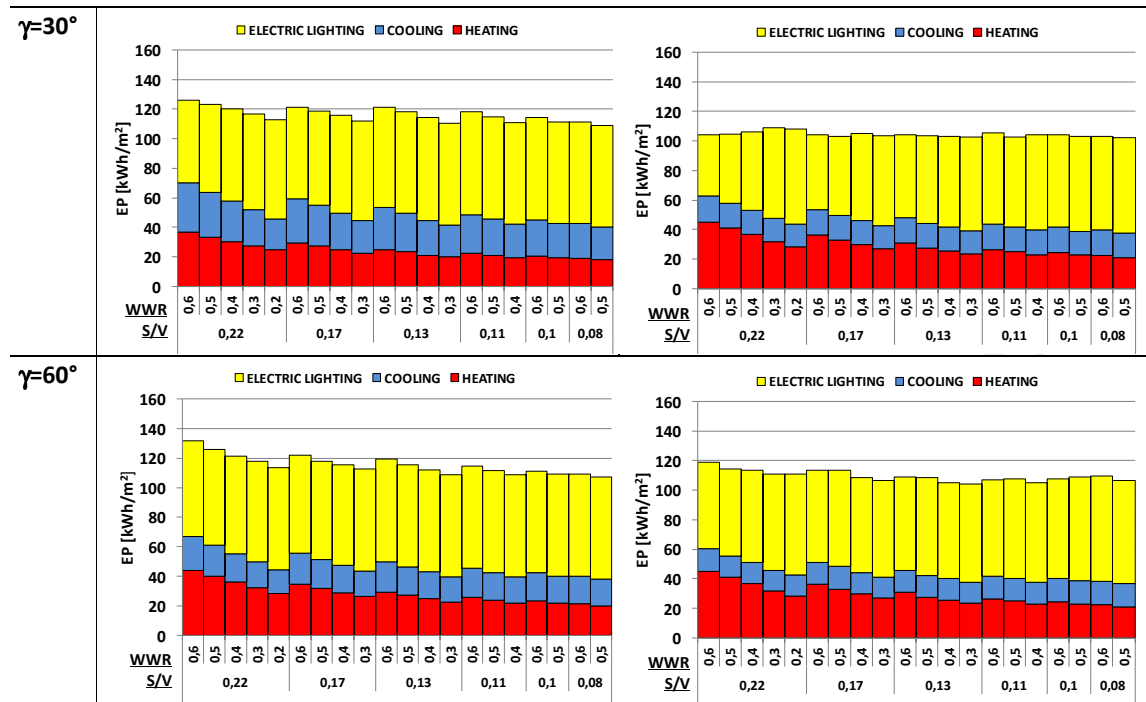 γ=30°
ELECTRIC LIGHTING COOLING HEATING
EP [kWh/m²]
160
140
120
100
80
60
40
20
0
WWR 0,6 0,5 0,4 0,3 0,2 0,6 0,5 0,4 0,3 0,6 0,5 0,4 0,3 0,6 0,5 0,4 0,6 0,5 0,6 0,5
S/V 0,22 0,17 0,13 0,11 0,1 0,08
ELECTRIC LIGHTING COOLING HEATING
EP [kWh/m²]
160
140
120
100
80
60
40
20
0
WWR 0,6 0,5 0,4 0,3 0,2 0,6 0,5 0,4 0,3 0,6 0,5 0,4 0,3 0,6 0,5 0,4 0,6 0,5 0,6 0,5
S/V 0,22 0,17 0,13 0,11 0,1 0,08
γ=60°
ELECTRIC LIGHTING COOLING HEATING
EP [kWh/m²]
160
140
120
100
80
60
40
20
0
WWR 0,6 0,5 0,4 0,3 0,2 0,6 0,5 0,4 0,3 0,6 0,5 0,4 0,3 0,6 0,5 0,4 0,6 0,5 0,6 0,5
S/V 0,22 0,17 0,13 0,11 0,1 0,08
ELECTRIC LIGHTING COOLING HEATING
EP [kWh/m²]
160
140
120
100
80
60
40
20
0
WWR 0,6 0,5 0,4 0,3 0,2 0,6 0,5 0,4 0,3 0,6 0,5 0,4 0,3 0,6 0,5 0,4 0,6 0,5 0,6 0,5
S/V 0,22 0,17 0,13 0,11 0,1 0,08